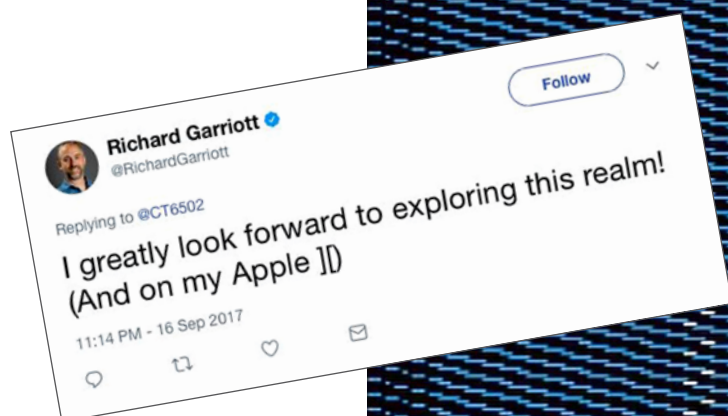 Follow
Richard Garriott
@RichardGarriott
Replying to @CT6502
I greatly look forward to exploring this realm!
(And on my Apple ][)
11:14 PM - 16 Sep 2017